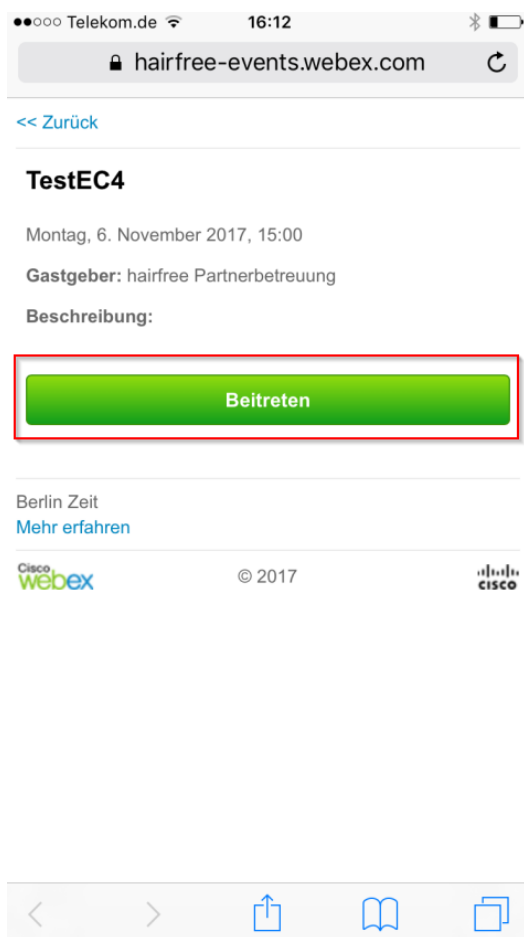 Telekom.de 16:12
hairfree-events.webex.com
<< Zurück
TestEC4
Montag, 6. November 2017, 15:00
Gastgeber: hairfree Partnerbetreuung
Beschreibung:
Beitreten
Berlin Zeit
Mehr erfahren
Cisco webex © 2017 cisco